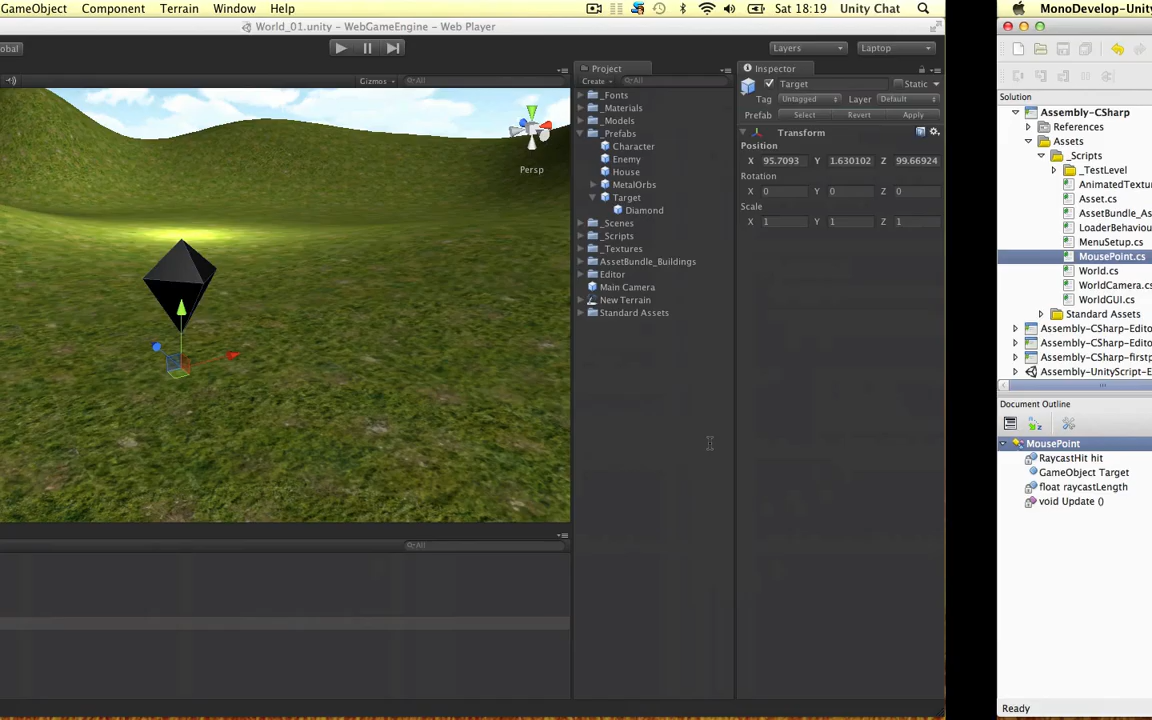 GameObject Component Terrain Window Help
Sat 18:19 Unity Chat
World_01.unity - WebGameEngine - Web Player
obal
Layers
Laptop
Gizmos
All
Persp
All
Project
Create
All
_Fonts
_Materials
_Models
_Prefabs
Character
Enemy
House
MetalOrbs
Target
Diamond
_Scenes
_Scripts
_Textures
AssetBundle_Buildings
Editor
Main Camera
New Terrain
Standard Assets
Inspector
Target Static
Tag Untagged Layer Default
Prefab Select Revert Apply
Transform
Position
X 95.7093 Y 1.630102 Z 99.66924
Rotation
X 0 Y 0 Z 0
Scale
X 1 Y 1 Z 1
MonoDevelop-Unity
Solution
Assembly-CSharp
References
Assets
_Scripts
_TestLevel
AnimatedTextu
Asset.cs
AssetBundle_As
LoaderBehaviou
MenuSetup.cs
MousePoint.cs
World.cs
WorldCamera.cs
WorldGUI.cs
Standard Assets
Assembly-CSharp-Edito
Assembly-CSharp-Edito
Assembly-CSharp-firstp
Assembly-UnityScript-E
Document Outline
MousePoint
RaycastHit hit
GameObject Target
float raycastLength
void Update ()
Ready